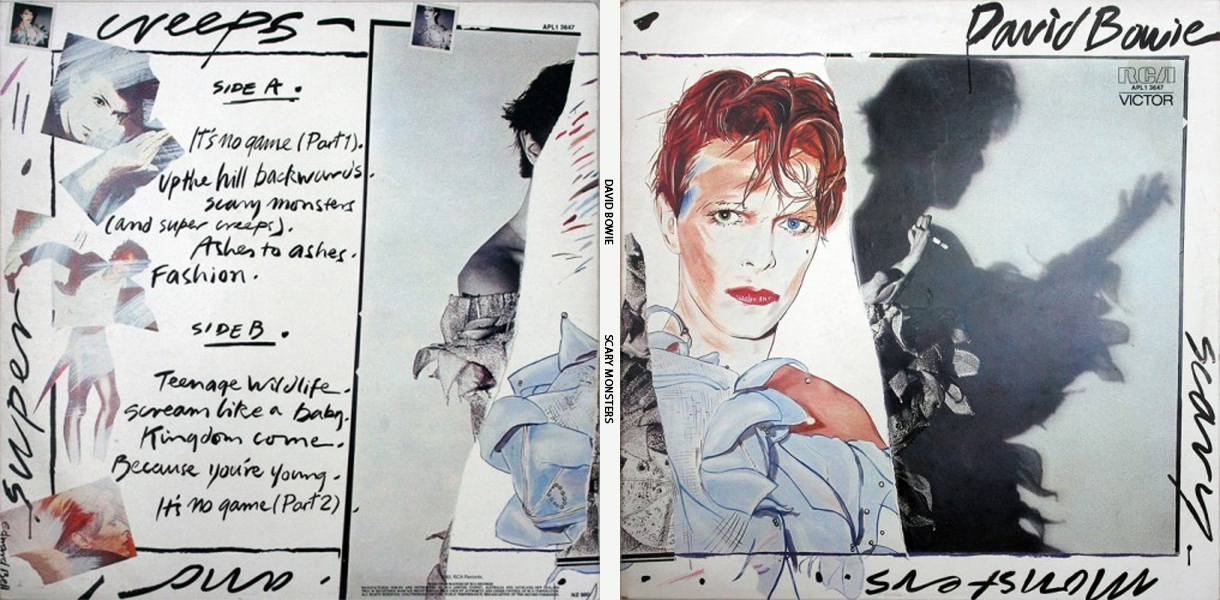 creeps
APL1 3647
SIDE A.
It's no game (Part 1).
Up the hill backwards.
scary monsters
(and super creeps).
Ashes to ashes.
Fashion.
SIDE B.
Teenage Wildlife.
scream like a Baby.
Kingdom come.
Because you're young.
It's no game (Part 2).
super
and
DAVID BOWIE
SCARY MONSTERS
David Bowie
RCA
APL1 3647
VICTOR
scary
monsters